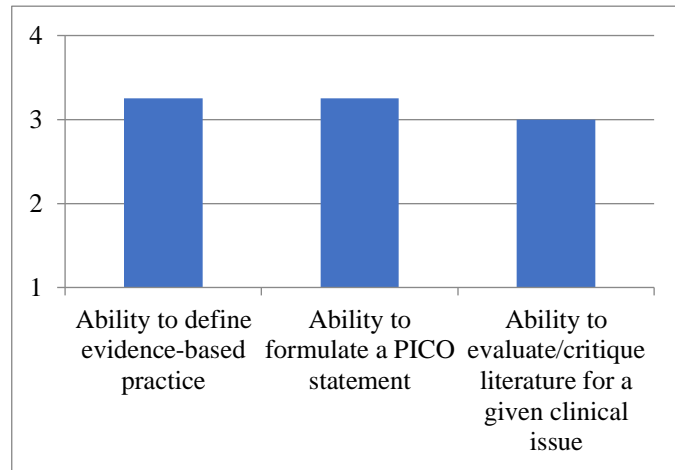 4
3
2
1
Ability to define
evidence-based
practice
Ability to
formulate a PICO
statement
Ability to
evaluate/critique
literature for a
given clinical
issue